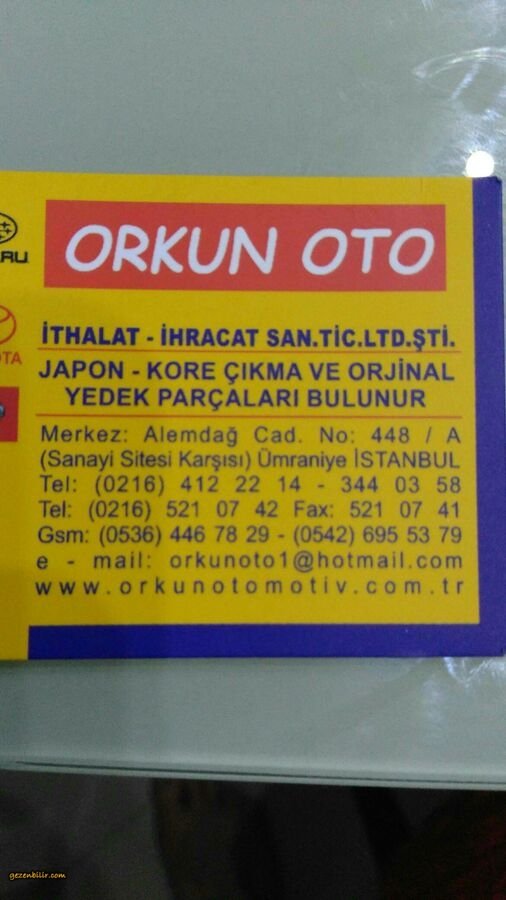 ORKUN OTO
İTHALAT - İHRACAT SAN.TİC.LTD.ŞTİ.
JAPON - KORE ÇIKMA VE ORJİNAL
YEDEK PARÇALARI BULUNUR
Merkez: Alemdağ Cad. No: 448 / A
(Sanayi Sitesi Karşısı) Ümraniye İSTANBUL
Tel: (0216) 412 22 14 - 344 03 58
Tel: (0216) 521 07 42 Fax: 521 07 41
Gsm: (0536) 446 78 29 - (0542) 695 53 79
e - mail: orkunoto1@hotmail.com
www.orkunotomotiv.com.tr
gezenbilir.com